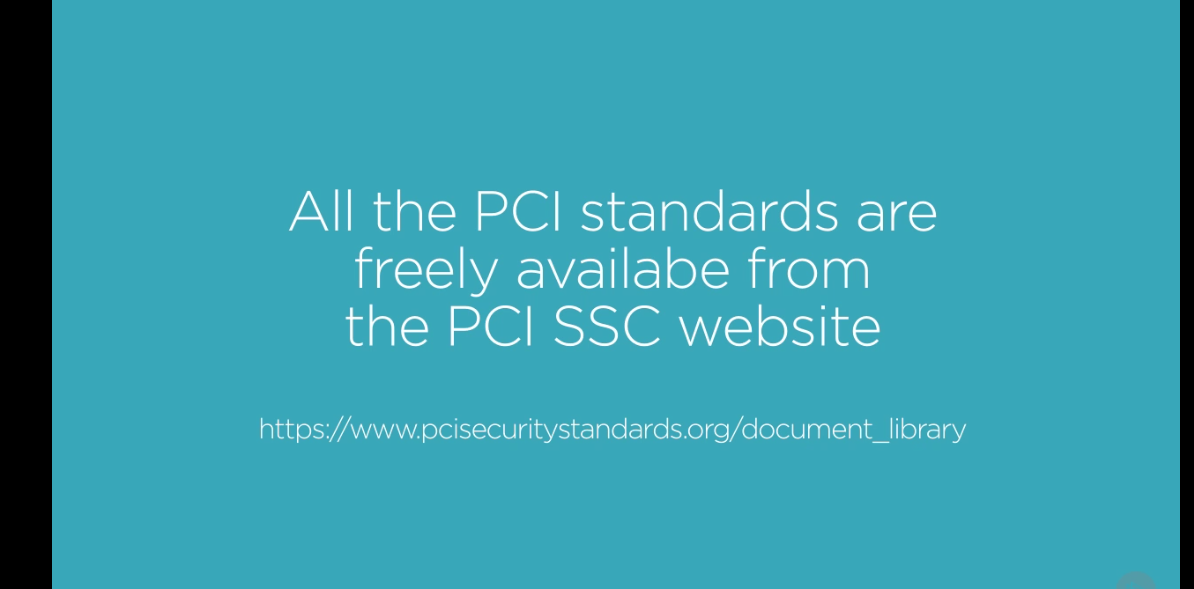 All the PCI standards are
freely availabe from
the PCI SSC website
https://www.pcisecuritystandards.org/document_library